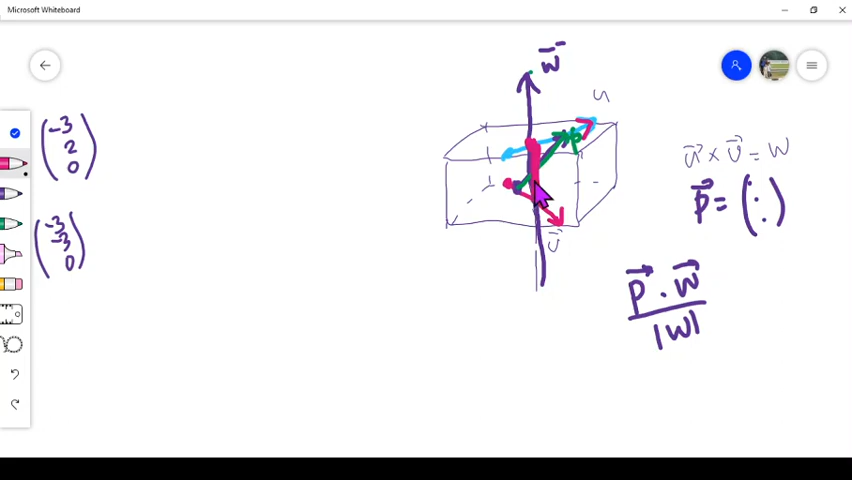 Microsoft Whiteboard
w⃗
u
(-3 2 0)
p
u⃗ × v⃗ = w
p⃗ = ( : . )
(-3 -3 0)
v⃗
p⃗ . w⃗
|w|